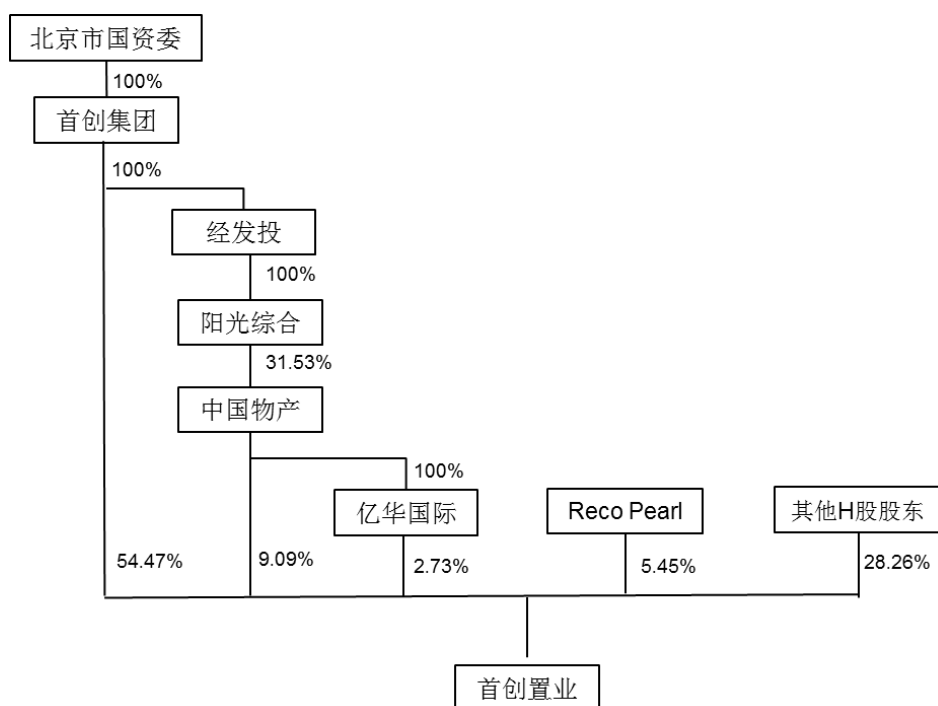 北京市国资委
100%
首创集团
100%
经发投
100%
阳光综合
31.53%
中国物产
100%
亿华国际
Reco Pearl
其他H股股东
54.47%
9.09%
2.73%
5.45%
28.26%
首创置业